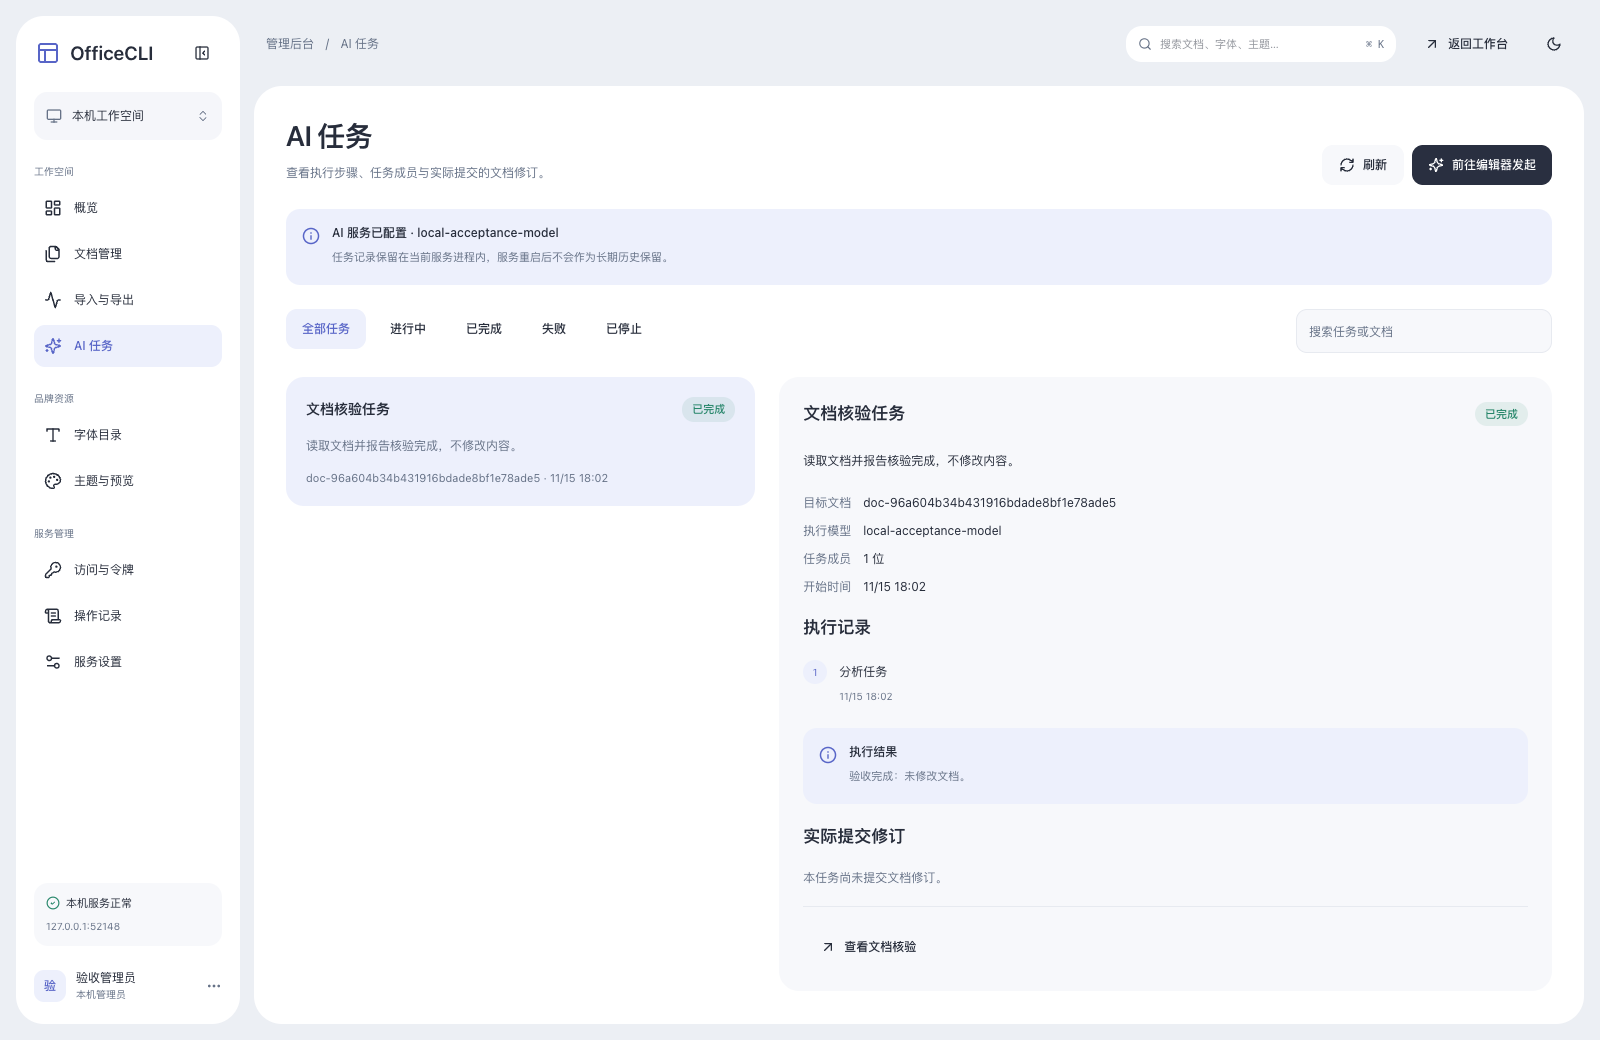 OfficeCLI
本机工作空间
工作空间
概览
文档管理
导入与导出
AI 任务
品牌资源
字体目录
主题与预览
服务管理
访问与令牌
操作记录
服务设置
本机服务正常
127.0.0.1:52148
验
验收管理员
本机管理员
管理后台 / AI 任务
搜索文档、字体、主题...
⌘ K
返回工作台
AI 任务
查看执行步骤、任务成员与实际提交的文档修订。
刷新
前往编辑器发起
AI 服务已配置 · local-acceptance-model
任务记录保留在当前服务进程内，服务重启后不会作为长期历史保留。
全部任务
进行中
已完成
失败
已停止
搜索任务或文档
文档核验任务
已完成
读取文档并报告核验完成，不修改内容。
doc-96a604b34b431916bdade8bf1e78ade5 · 11/15 18:02
文档核验任务
已完成
读取文档并报告核验完成，不修改内容。
目标文档 doc-96a604b34b431916bdade8bf1e78ade5
执行模型 local-acceptance-model
任务成员 1 位
开始时间 11/15 18:02
执行记录
1
分析任务
11/15 18:02
执行结果
验收完成：未修改文档。
实际提交修订
本任务尚未提交文档修订。
查看文档核验